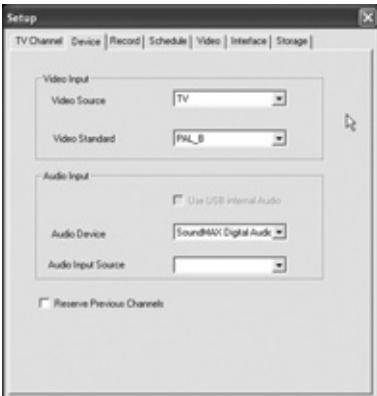 Setup
TV Channel Device Record Schedule Video Interface Storage
Video Input
Video Source TV
Video Standard PAL_B
Audio Input
Use USB internal Audio
Audio Device SoundMAX Digital Audic
Audio Input Source
Reserve Previous Channels